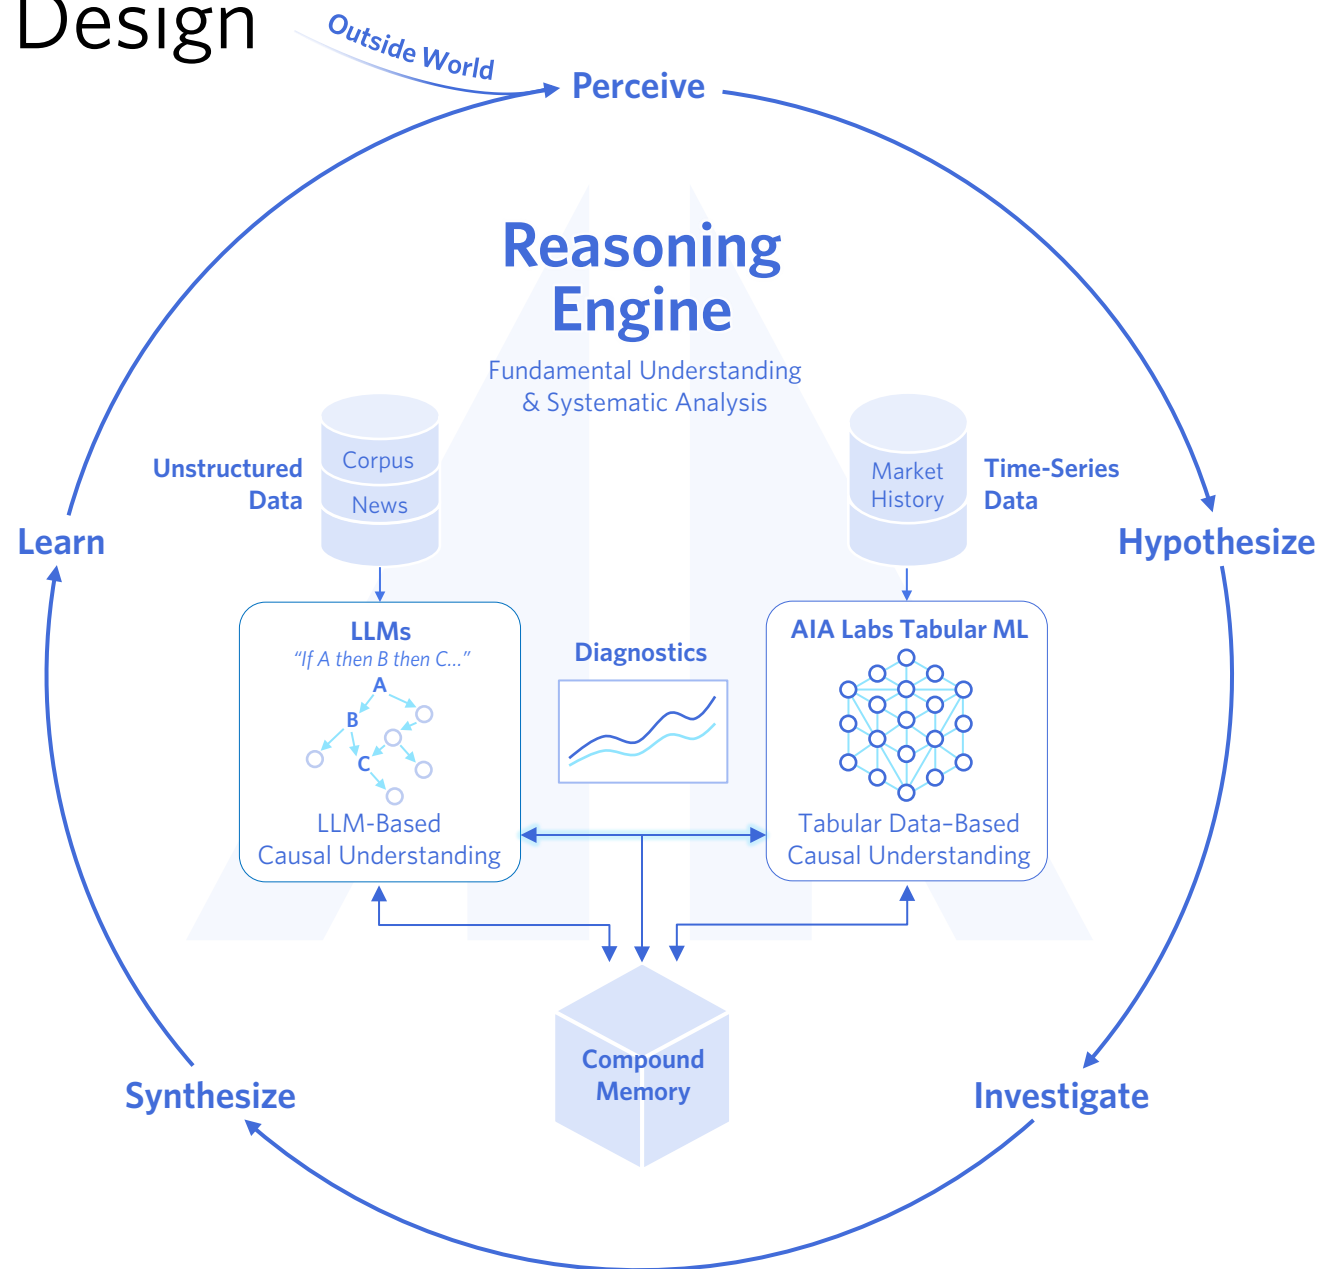 Design
Outside World
Perceive
Reasoning
Engine
Fundamental Understanding
& Systematic Analysis
Unstructured
Data
Corpus
News
Market
History
Time-Series
Data
Learn
Hypothesize
LLMs
“If A then B then C...”
A
B
C
LLM-Based
Causal Understanding
Diagnostics
AIA Labs Tabular ML
Tabular Data–Based
Causal Understanding
Compound
Memory
Synthesize
Investigate